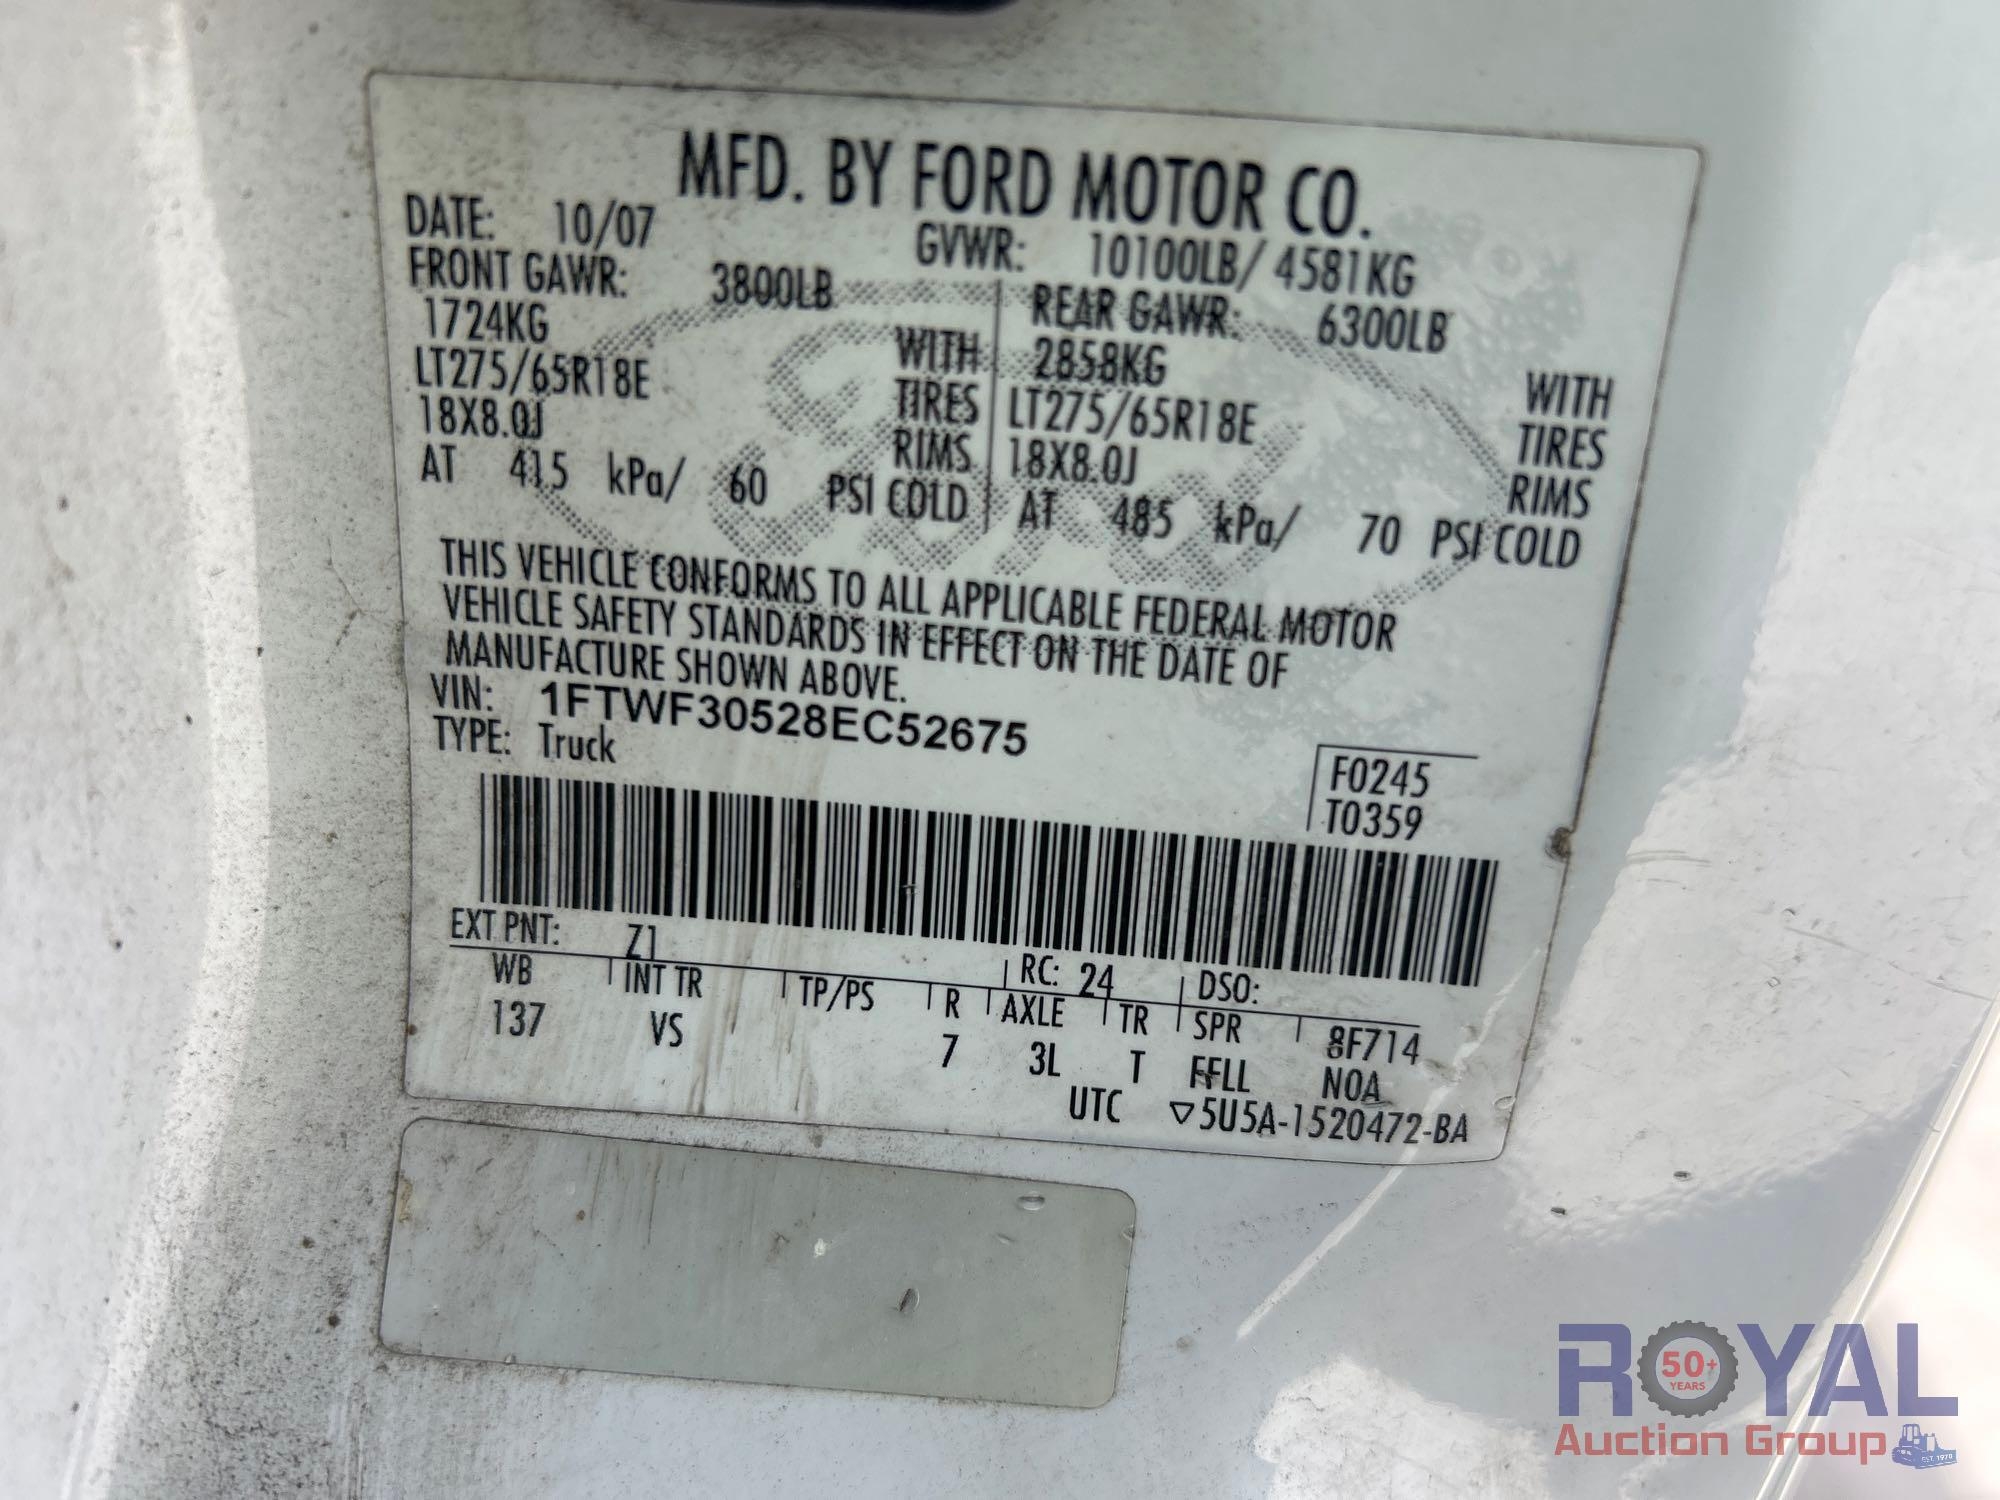 MFD. BY FORD MOTOR CO.
DATE: 10/07 GVWR: 10100LB/ 4581KG
FRONT GAWR: 3800LB REAR GAWR: 6300LB
1724KG WITH 2858KG WITH
LT275/65R18E TIRES LT275/65R18E TIRES
18X8.0J RIMS 18X8.0J RIMS
AT 415 kPa/ 60 PSI COLD AT 485 kPa/ 70 PSI COLD
THIS VEHICLE CONFORMS TO ALL APPLICABLE FEDERAL MOTOR
VEHICLE SAFETY STANDARDS IN EFFECT ON THE DATE OF
MANUFACTURE SHOWN ABOVE.
VIN: 1FTWF30528EC52675
TYPE: Truck
F0245
T0359
EXT PNT: Z1 RC: 24 DSO:
WB INT TR TP/PS R AXLE TR SPR 8F714
137 VS 7 3L T FFLL NOA
UTC ▽5U5A-1520472-BA
Ford
ROYAL
50+
YEARS
Auction Group
EST. 1970